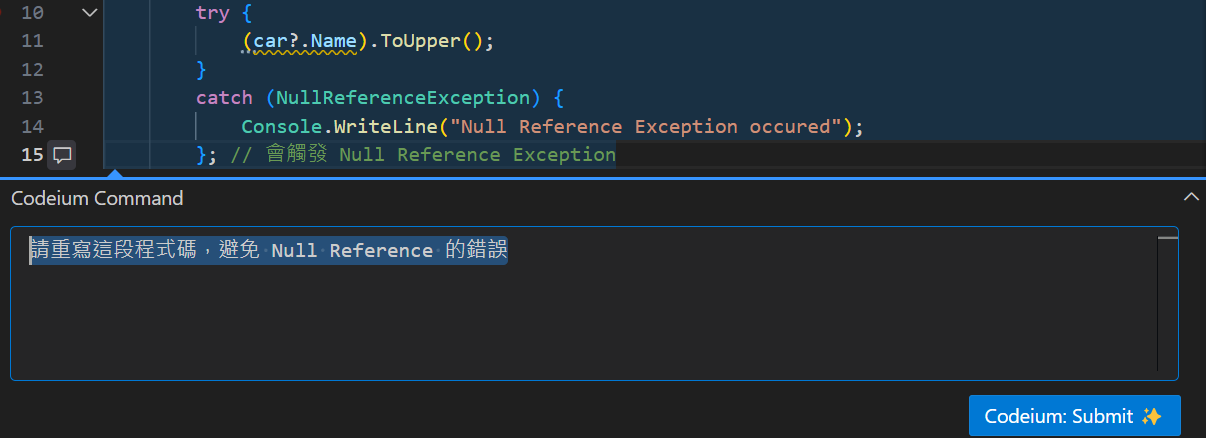 10 try {
11 (car?.Name).ToUpper();
12 }
13 catch (NullReferenceException) {
14 Console.WriteLine("Null Reference Exception occured");
15 }; // 會觸發 Null Reference Exception
Codeium Command
請重寫這段程式碼，避免 Null Reference 的錯誤
Codeium: Submit ✨